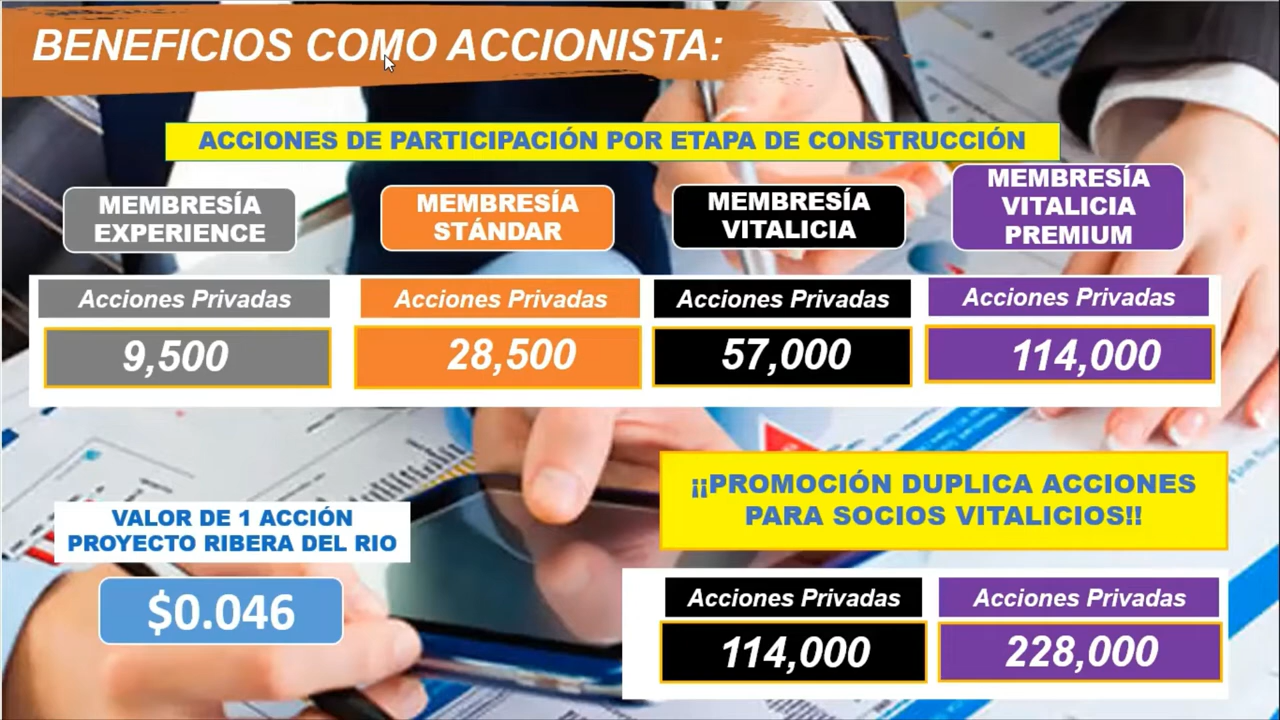 BENEFICIOS COMO ACCIONISTA:
ACCIONES DE PARTICIPACIÓN POR ETAPA DE CONSTRUCCIÓN
MEMBRESÍA
EXPERIENCE
MEMBRESÍA
STÁNDAR
MEMBRESÍA
VITALICIA
MEMBRESÍA
VITALICIA
PREMIUM
Acciones Privadas
Acciones Privadas
Acciones Privadas
Acciones Privadas
9,500
28,500
57,000
114,000
VALOR DE 1 ACCIÓN
PROYECTO RIBERA DEL RIO
$0.046
¡¡PROMOCIÓN DUPLICA ACCIONES
PARA SOCIOS VITALICIOS!!
Acciones Privadas
Acciones Privadas
114,000
228,000